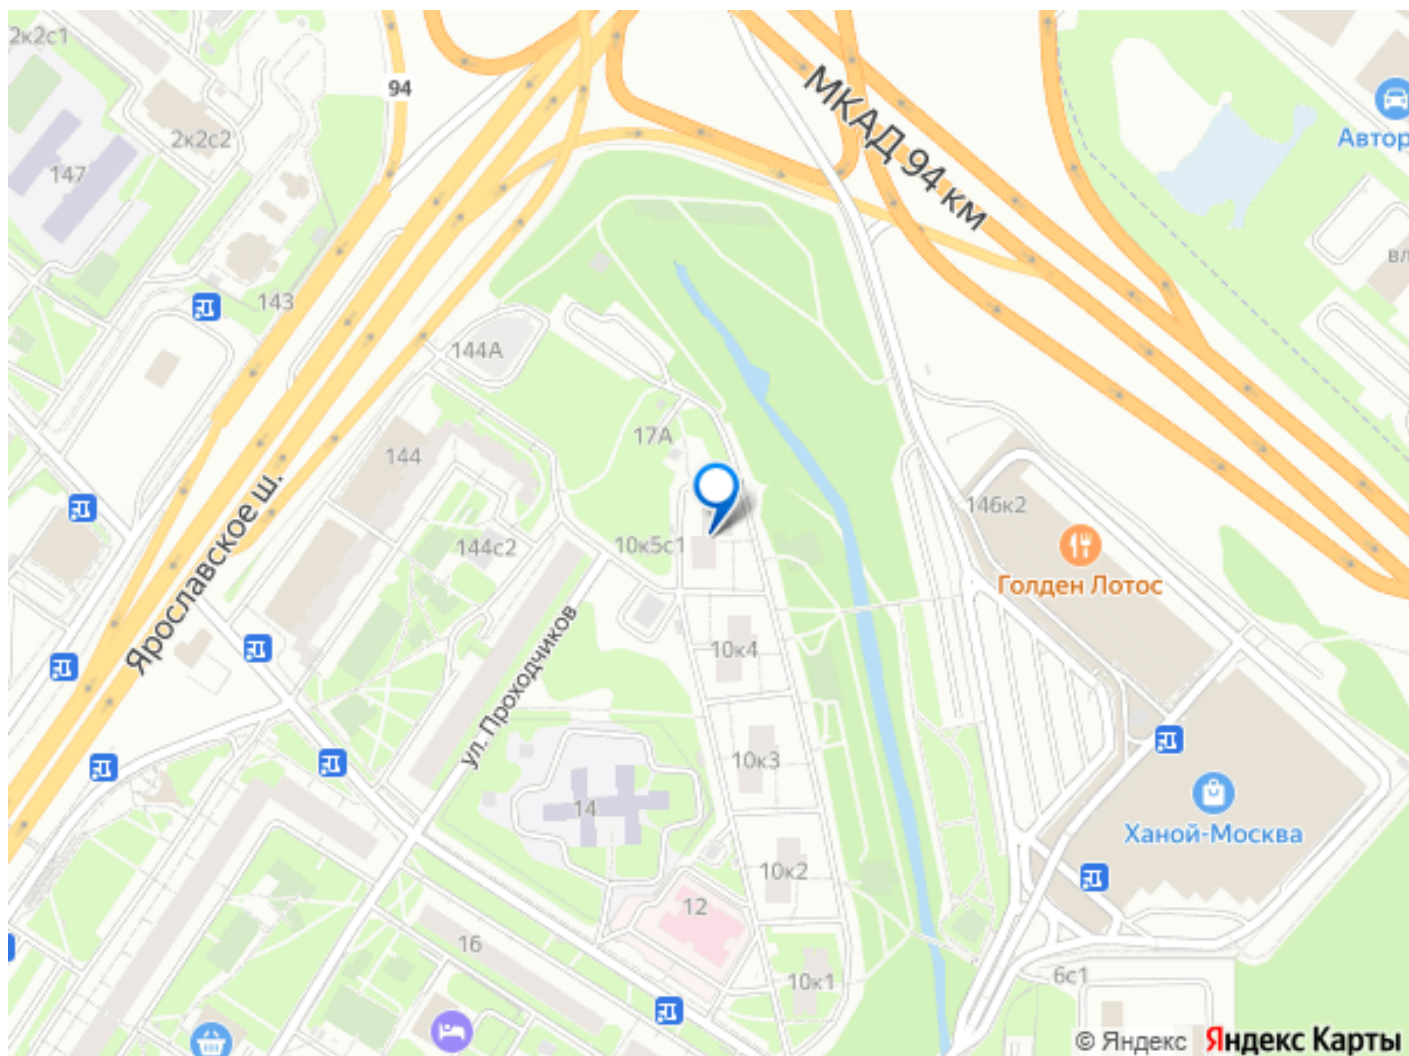 2к2с1
94
МКАД 94 км
Автор
2к2с2
147
вл
143
144А
17А
144
146к2
Ярославское ш.
144с2
10к5с1
Голден Лотос
ул. Проходчиков
10к4
10к3
14
Ханой-Москва
10к2
12
16
10к1
6с1
© Яндекс Яндекс Карты